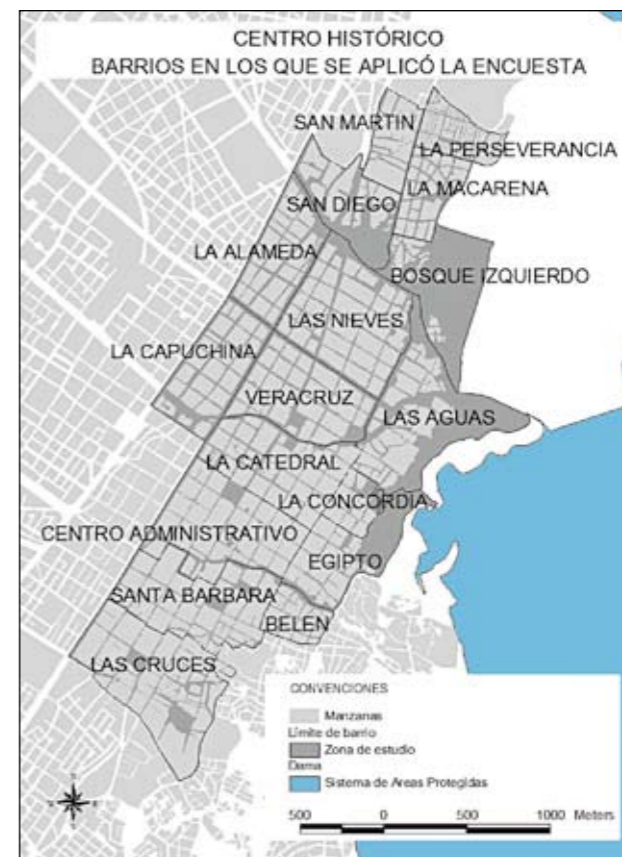 CENTRO HISTÓRICO
BARRIOS EN LOS QUE SE APLICÓ LA ENCUESTA
SAN MARTIN
LA PERSEVERANCIA
LA MACARENA
SAN DIEGO
LA ALAMEDA
BOSQUE IZQUIERDO
LAS NIEVES
LA CAPUCHINA
VERACRUZ
LAS AGUAS
LA CATEDRAL
LA CONCORDIA
CENTRO ADMINISTRATIVO
EGIPTO
SANTA BARBARA
BELEN
LAS CRUCES
CONVENCIONES
Manzanas
Límite de barrio
Zona de estudio
Dama
Sistema de Areas Protegidas
500 0 500 1000 Meters